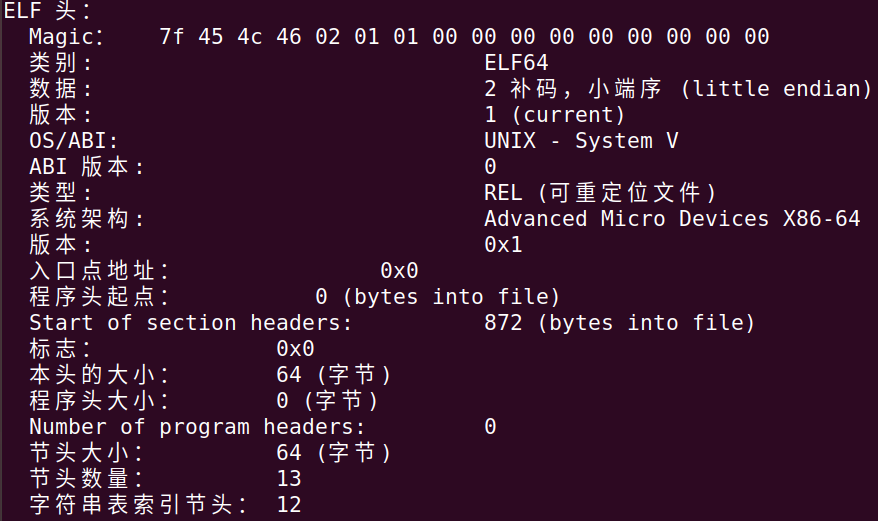 ELF 头：
Magic： 7f 45 4c 46 02 01 01 00 00 00 00 00 00 00 00 00
类别: ELF64
数据: 2 补码，小端序 (little endian)
版本: 1 (current)
OS/ABI: UNIX - System V
ABI 版本: 0
类型: REL (可重定位文件)
系统架构: Advanced Micro Devices X86-64
版本: 0x1
入口点地址： 0x0
程序头起点： 0 (bytes into file)
Start of section headers: 872 (bytes into file)
标志： 0x0
本头的大小： 64 (字节)
程序头大小： 0 (字节)
Number of program headers: 0
节头大小： 64 (字节)
节头数量： 13
字符串表索引节头： 12